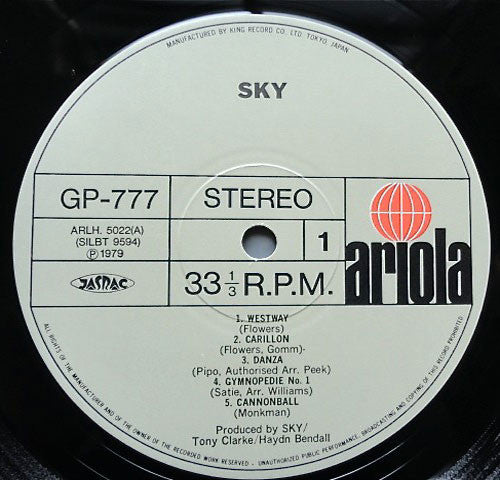 MANUFACTURED BY KING RECORD CO. LTD. TOKYO, JAPAN
SKY
GP-777
STEREO
ARLH. 5022(A)
(SILBT 9594)
Ⓟ 1979
1
JASRAC
33 1/3 R.P.M.
ariola
1. WESTWAY
(Flowers)
2. CARILLON
(Flowers, Gomm)-
3. DANZA
(Pipo, Authorised Arr. Peek)
4. GYMNOPEDIE No. 1
(Satie, Arr. Williams)
5. CANNONBALL
(Monkman)
Produced by SKY/
Tony Clarke/Haydn Bendall
ALL RIGHTS OF THE MANUFACTURER AND OF THE OWNER OF THE RECORDED WORK RESERVED - UNAUTHORIZED PUBLIC PERFORMANCE, BROADCASTING AND COPYING OF THIS RECORD PROHIBITED